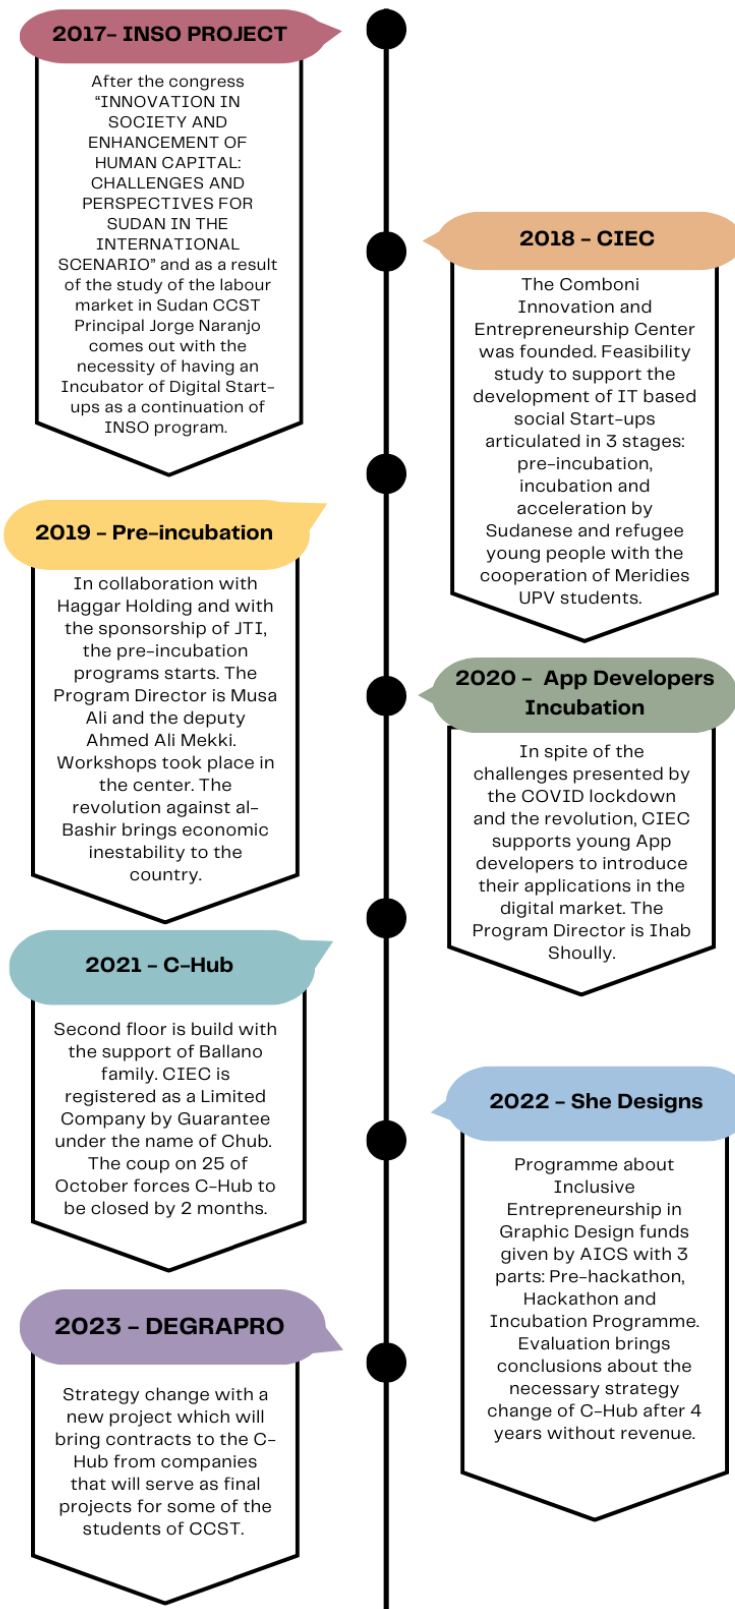 2017- INSO PROJECT
After the congress
“INNOVATION IN
SOCIETY AND
ENHANCEMENT OF
HUMAN CAPITAL:
CHALLENGES AND
PERSPECTIVES FOR
SUDAN IN THE
INTERNATIONAL
SCENARIO” and as a result
of the study of the labour
market in Sudan CCST
Principal Jorge Naranjo
comes out with the
necessity of having an
Incubator of Digital Start-
ups as a continuation of
INSO program.
2018 - CIEC
The Comboni
Innovation and
Entrepreneurship Center
was founded. Feasibility
study to support the
development of IT based
social Start-ups
articulated in 3 stages:
pre-incubation,
incubation and
acceleration by
Sudanese and refugee
young people with the
cooperation of Meridies
UPV students.
2019 - Pre-incubation
In collaboration with
Haggar Holding and with
the sponsorship of JTI,
the pre-incubation
programs starts. The
Program Director is Musa
Ali and the deputy
Ahmed Ali Mekki.
Workshops took place in
the center. The
revolution against al-
Bashir brings economic
inestability to the
country.
2020 - App Developers
Incubation
In spite of the
challenges presented by
the COVID lockdown
and the revolution, CIEC
supports young App
developers to introduce
their applications in the
digital market. The
Program Director is Ihab
Shoully.
2021 - C-Hub
Second floor is build with
the support of Ballano
family. CIEC is
registered as a Limited
Company by Guarantee
under the name of Chub.
The coup on 25 of
October forces C-Hub to
be closed by 2 months.
2022 - She Designs
Programme about
Inclusive
Entrepreneurship in
Graphic Design funds
given by AICS with 3
parts: Pre-hackathon,
Hackathon and
Incubation Programme.
Evaluation brings
conclusions about the
necessary strategy
change of C-Hub after 4
years without revenue.
2023 - DEGRAPRO
Strategy change with a
new project which will
bring contracts to the C-
Hub from companies
that will serve as final
projects for some of the
students of CCST.